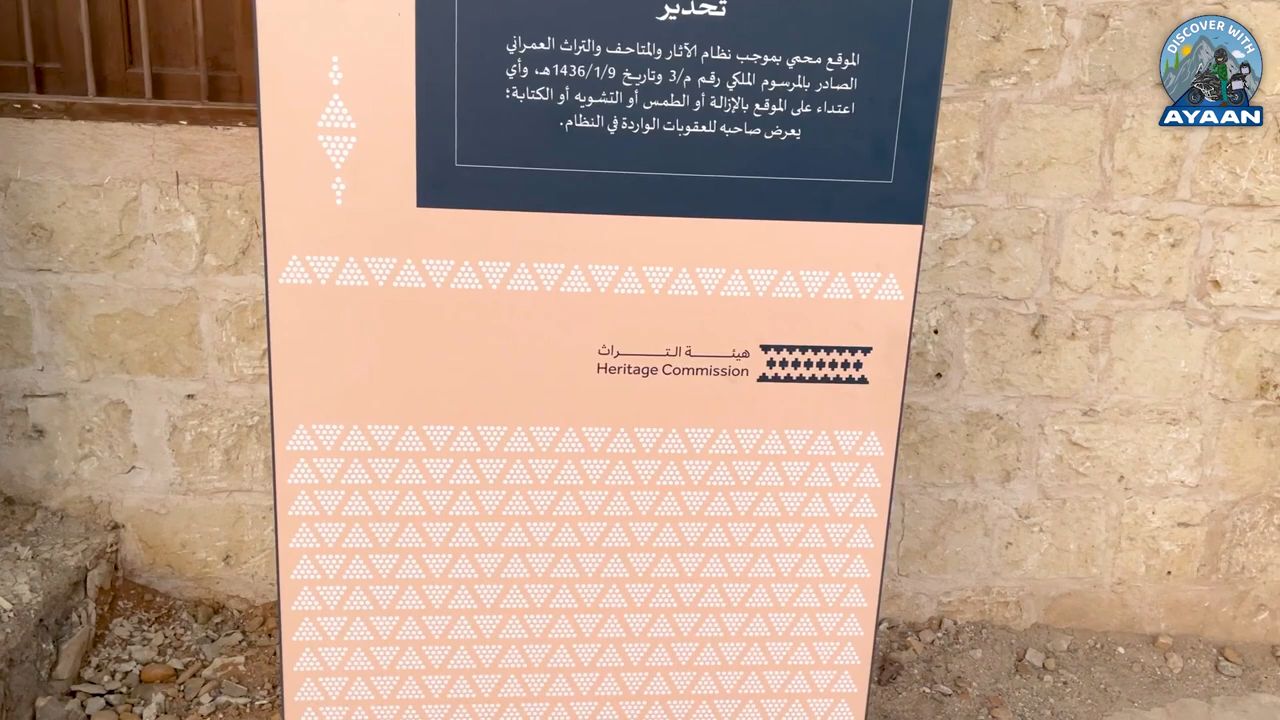 تحذير
الموقع محمي بموجب نظام الآثار والمتاحف والتراث العمراني
الصادر بالمرسوم الملكي رقم م/3 وتاريخ 1436/1/9هـ، وأي
اعتداء على الموقع بالإزالة أو الطمس أو التشويه أو الكتابة؛
يعرض صاحبه للعقوبات الواردة في النظام.
هيئـــــة التـــــراث
Heritage Commission
DISCOVER WITH
AYAAN